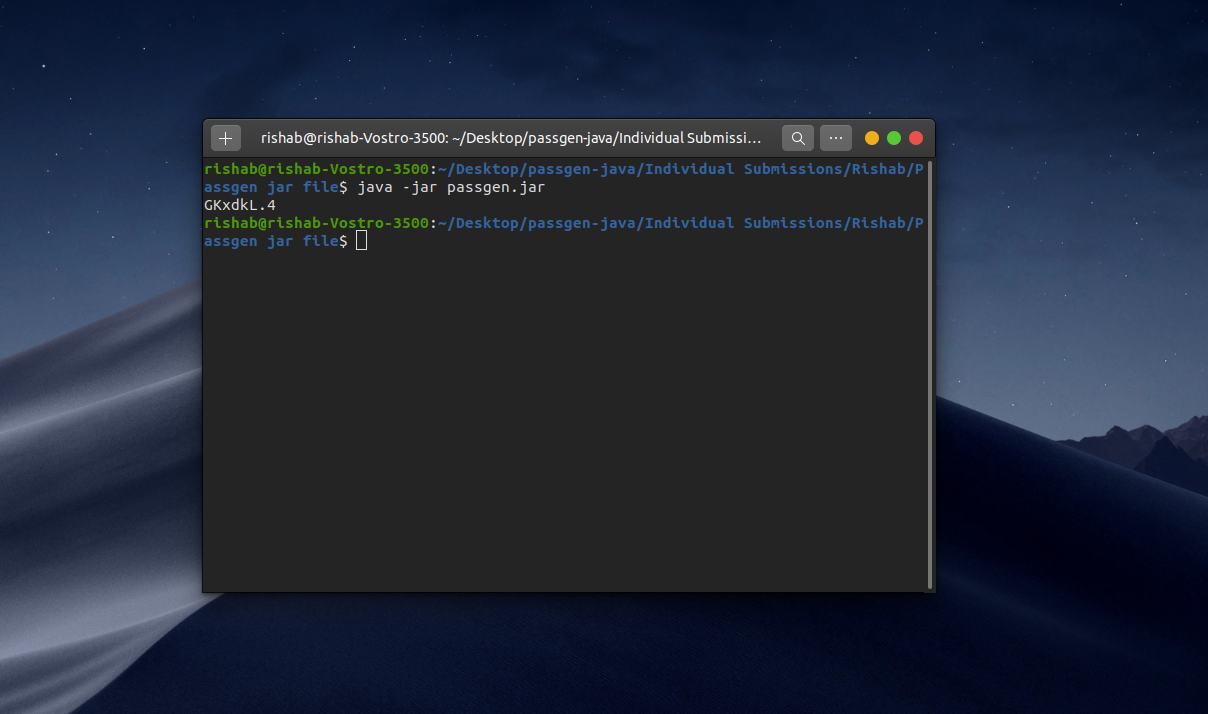 rishab@rishab-Vostro-3500: ~/Desktop/passgen-java/Individual Submissi...
rishab@rishab-Vostro-3500:~/Desktop/passgen-java/Individual Submissions/Rishab/P
assgen jar file$ java -jar passgen.jar
GKxdkL.4
rishab@rishab-Vostro-3500:~/Desktop/passgen-java/Individual Submissions/Rishab/P
assgen jar file$